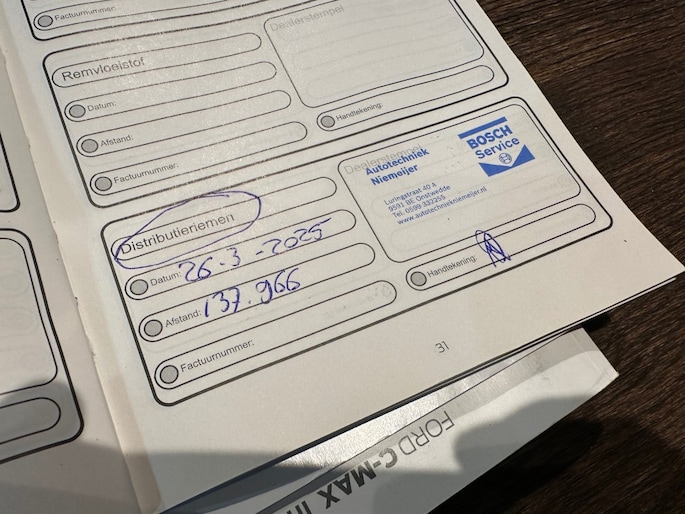 Factuurnummer:
Dealerstempel
Remvloeistof
Datum:
Afstand:
Handtekening:
Factuurnummer:
Dealerstempel
Autotechniek
Niemeijer
BOSCH
Service
Luringstraat 40 A
9591 BE Onstwedde
Tel. 0599 332255
www.autotechniekniemeijer.nl
Distributieriemen
Datum: 26-3-2025
Afstand: 137.966
Handtekening:
Factuurnummer:
31
FORD C-MAX